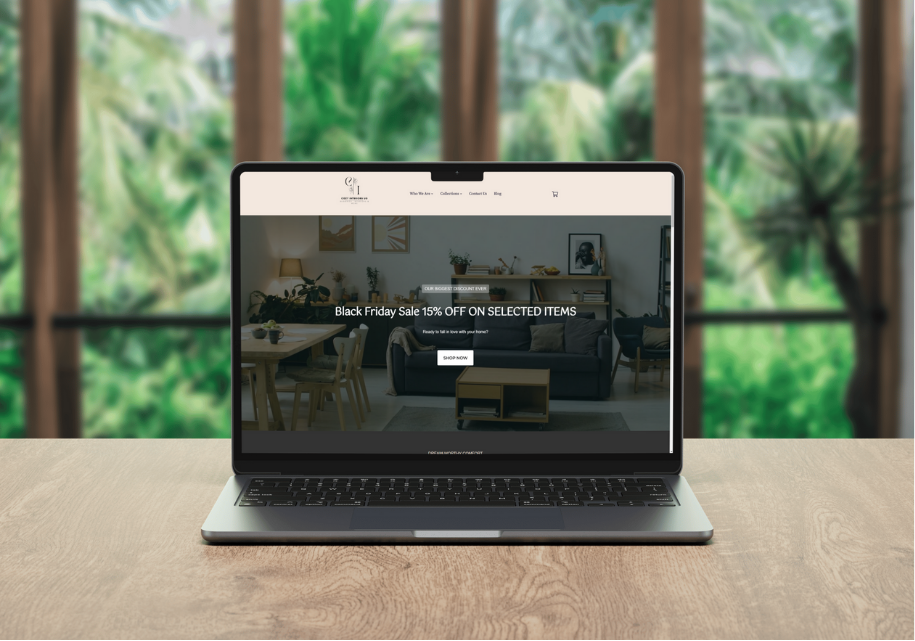 Who We Are
Collections
Contact Us
Blog
OUR BIGGEST DISCOUNT EVER
Black Friday Sale 15% OFF ON SELECTED ITEMS
Ready to fall in love with your home?
SHOP NOW